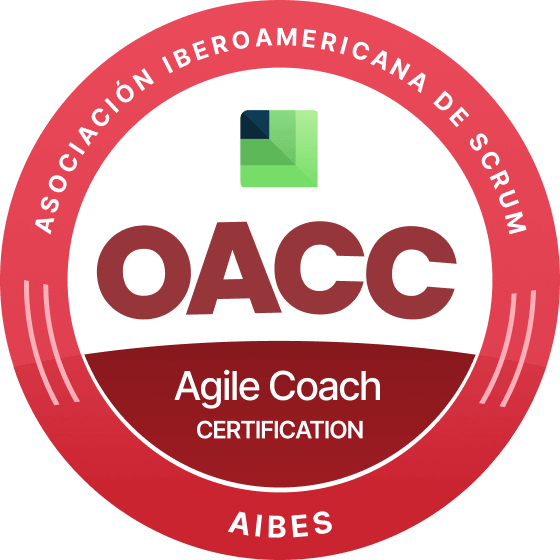 ASOCIACIÓN IBEROAMERICANA DE SCRUM
OACC
Agile Coach
CERTIFICATION
AIBES